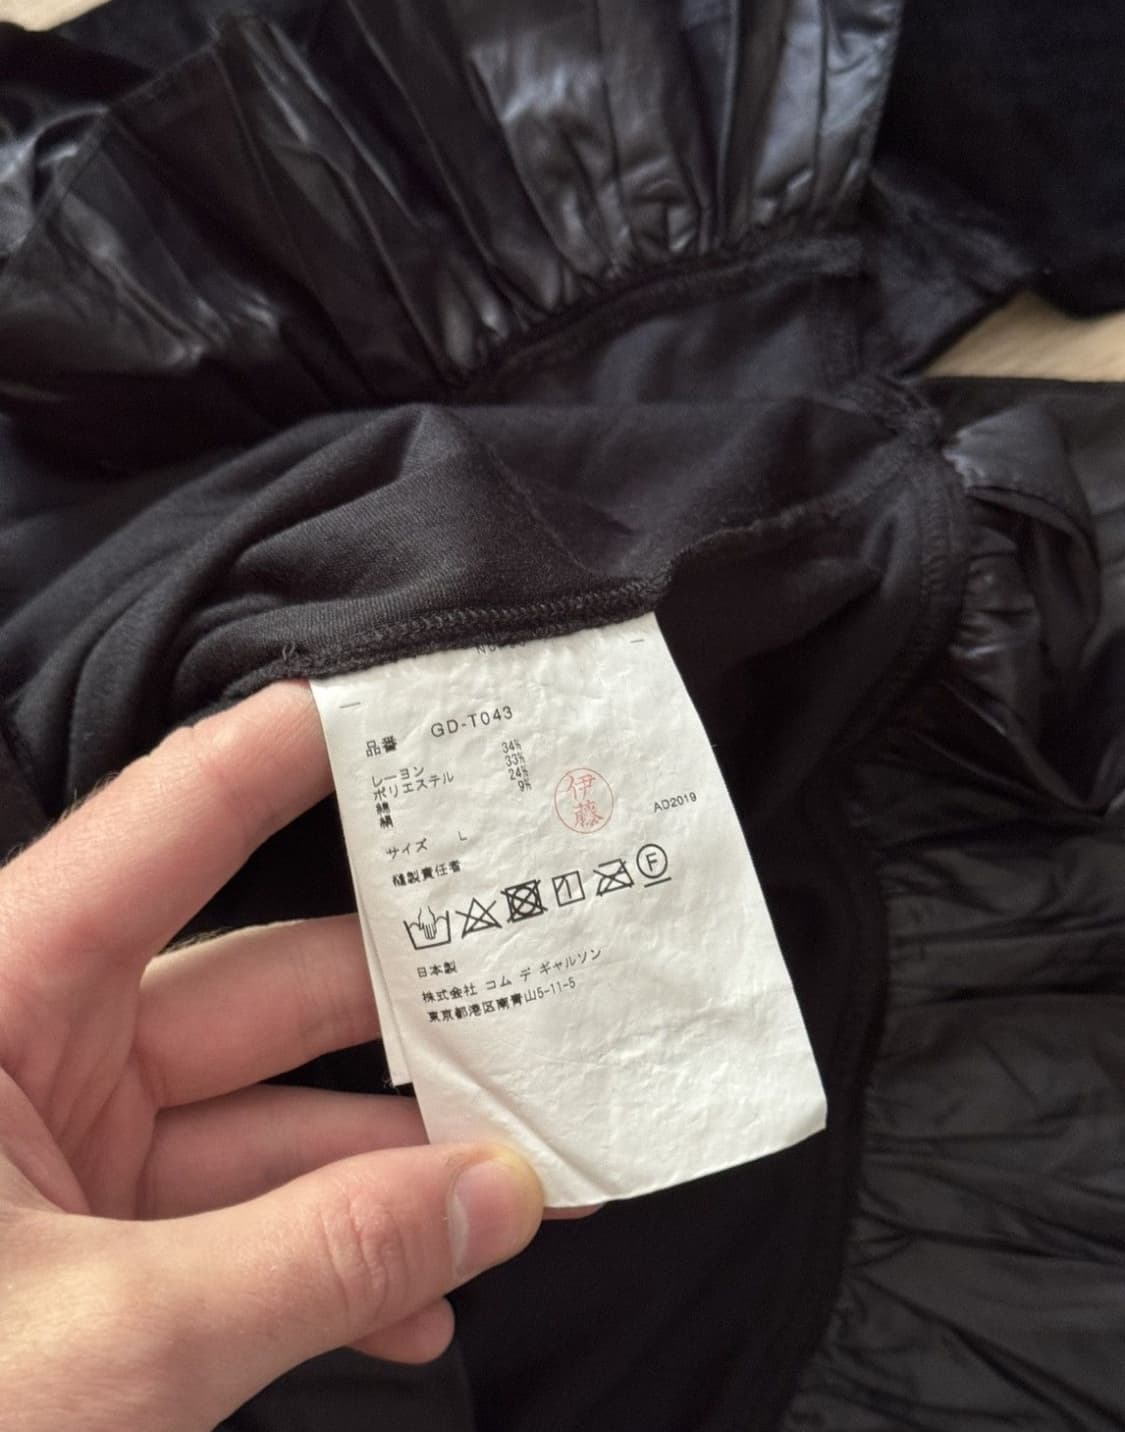 品番 GD-T043
レーヨン 34%
ポリエステル 33%
綿 24%
絹 9%
伊藤
AD2019
サイズ L
縫製責任者
F
日本製
株式会社 コム デ ギャルソン
東京都港区南青山5-11-5